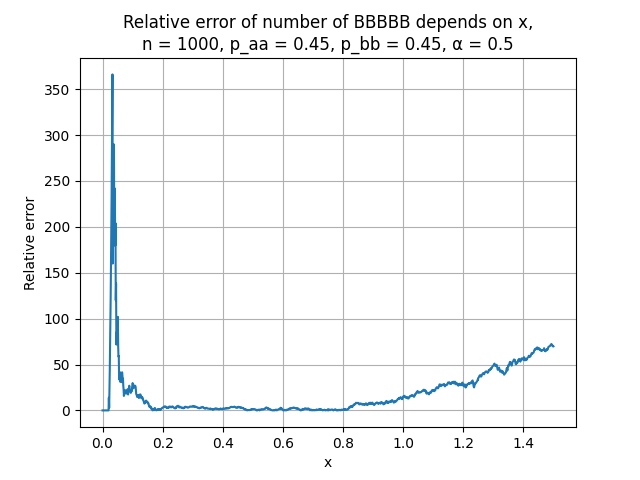 Relative error of number of BBBBB depends on x,
n = 1000, p_aa = 0.45, p_bb = 0.45, α = 0.5
350
300
250
200
150
100
50
0
Relative error
0.0 0.2 0.4 0.6 0.8 1.0 1.2 1.4
x